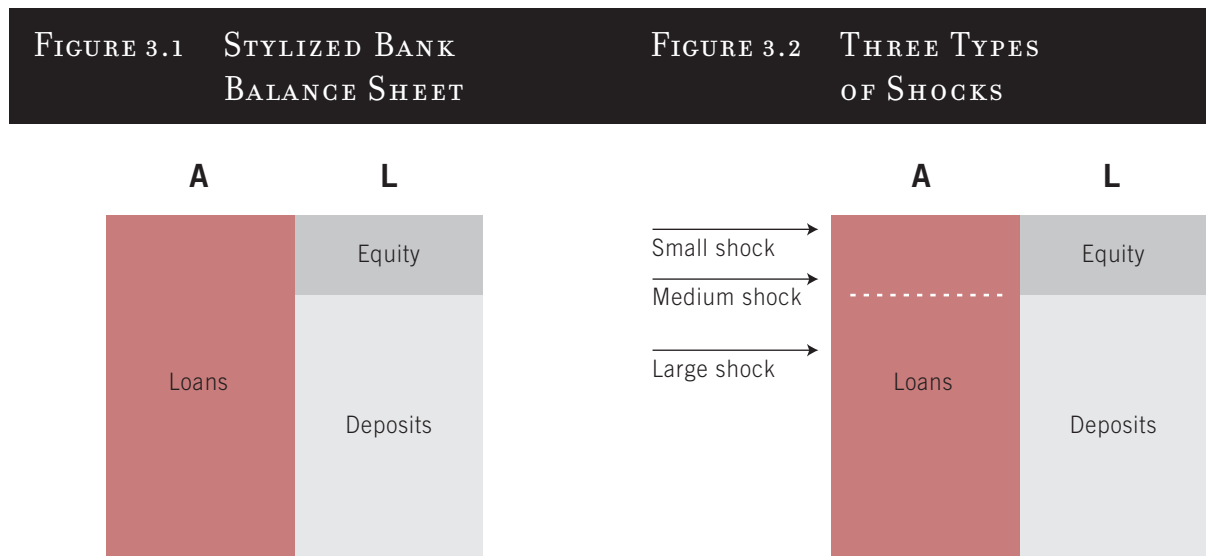 Figure 3.1 Stylized Bank
Balance Sheet
A L
Equity
Loans
Deposits
Figure 3.2 Three Types
of Shocks
A L
Small shock
Equity
Medium shock
Large shock
Loans
Deposits